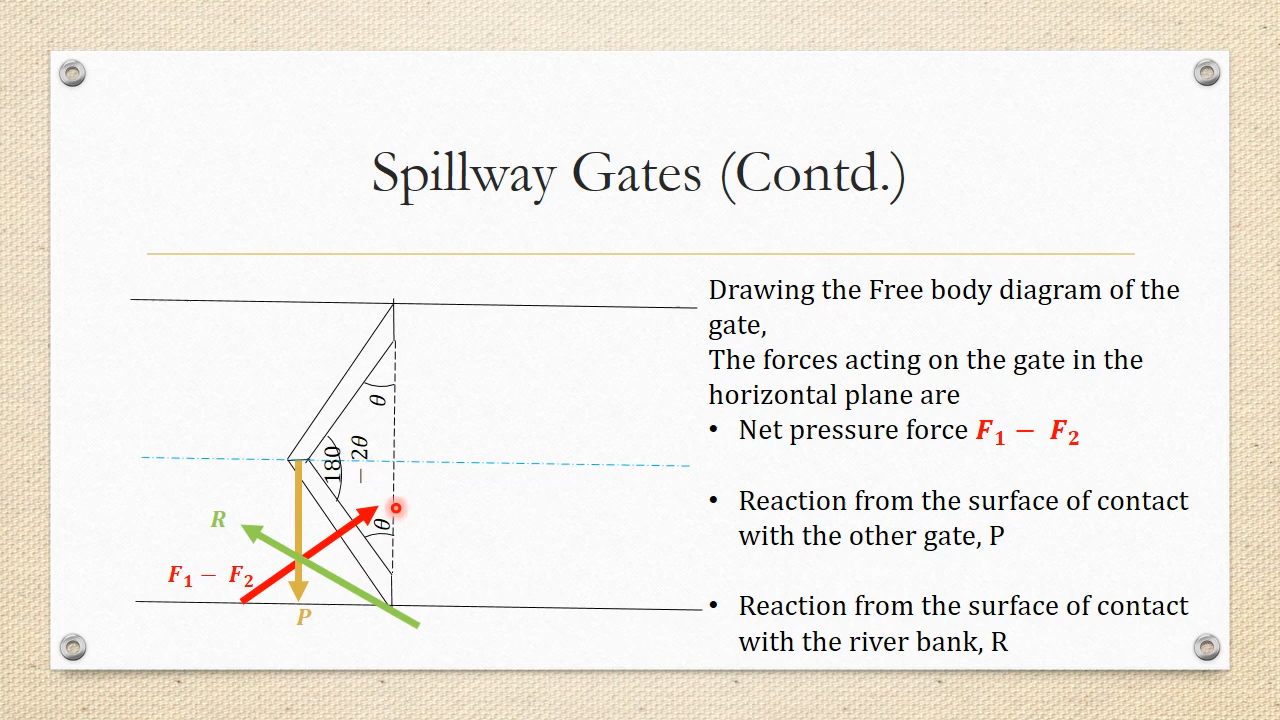 Spillway Gates (Contd.)
Drawing the Free body diagram of the
gate,
The forces acting on the gate in the
horizontal plane are
• Net pressure force F₁ − F₂
• Reaction from the surface of contact
with the other gate, P
• Reaction from the surface of contact
with the river bank, R
θ
180
− 2θ
θ
R
F₁ − F₂
P